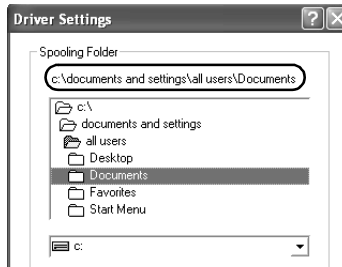 Driver Settings
Spooling Folder
c:\documents and settings\all users\Documents
c:\
documents and settings
all users
Desktop
Documents
Favorites
Start Menu
c: